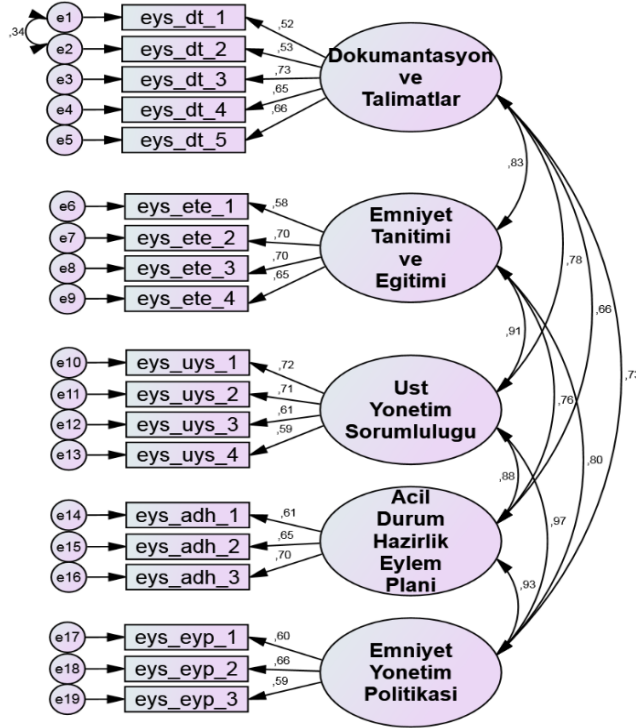 e1 eys_dt_1 ,52
,34
e2 eys_dt_2 ,53
e3 eys_dt_3 ,73
e4 eys_dt_4 ,65
e5 eys_dt_5 ,66
Dokumantasyon
ve
Talimatlar
,83
e6 eys_ete_1 ,58
e7 eys_ete_2 ,70
e8 eys_ete_3 ,70
e9 eys_ete_4 ,65
Emniyet
Tanitimi
ve
Egitimi
,78
,66
,91
,73
e10 eys_uys_1 ,72
e11 eys_uys_2 ,71
e12 eys_uys_3 ,61
e13 eys_uys_4 ,59
Ust
Yonetim
Sorumlulugu
,76
,80
,88
e14 eys_adh_1 ,61
e15 eys_adh_2 ,65
e16 eys_adh_3 ,70
Acil
Durum
Hazirlik
Eylem
Plani
,97
,93
e17 eys_eyp_1 ,60
e18 eys_eyp_2 ,66
e19 eys_eyp_3 ,59
Emniyet
Yonetim
Politikasi